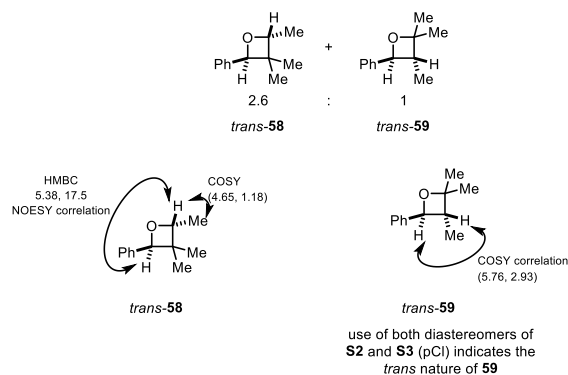 H
O
Me
Ph
Me
H
Me
+
Me
O
Me
Ph
H
H
Me
2.6 : 1
trans-58
trans-59
HMBC
5.38, 17.5
NOESY correlation
COSY
(4.65, 1.18)
H
O
Me
Ph
Me
H
Me
trans-58
Me
O
Me
Ph
H
H
Me
COSY correlation
(5.76, 2.93)
trans-59
use of both diastereomers of
S2 and S3 (pCl) indicates the
trans nature of 59